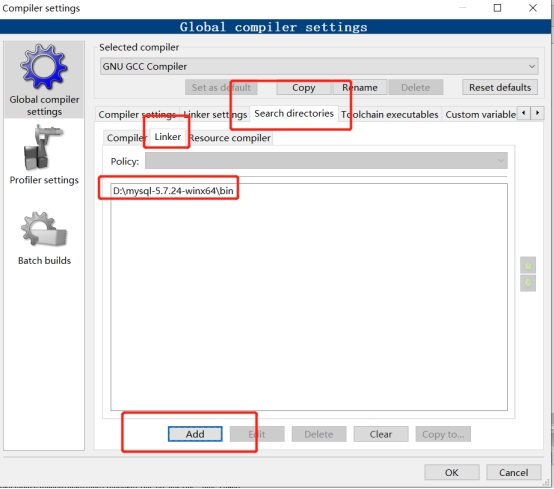 Compiler settings
Global compiler settings
Selected compiler
GNU GCC Compiler
Set as default
Copy
Rename
Delete
Reset defaults
Global compiler
settings
Compiler settings
Linker settings
Search directories
Toolchain executables
Custom variable
Compiler
Linker
Resource compiler
Policy:
D:\mysql-5.7.24-winx64\bin
Profiler settings
Batch builds
Add
Edit
Delete
Clear
Copy to...
OK
Cancel